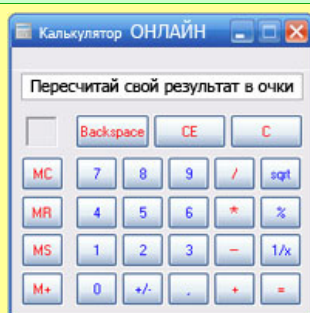 Калькулятор ОНЛАЙН
Пересчитай свой результат в очки
Backspace CE C
MC 7 8 9 / sqrt
MR 4 5 6 * %
MS 1 2 3 - 1/x
M+ 0 +/- , + =